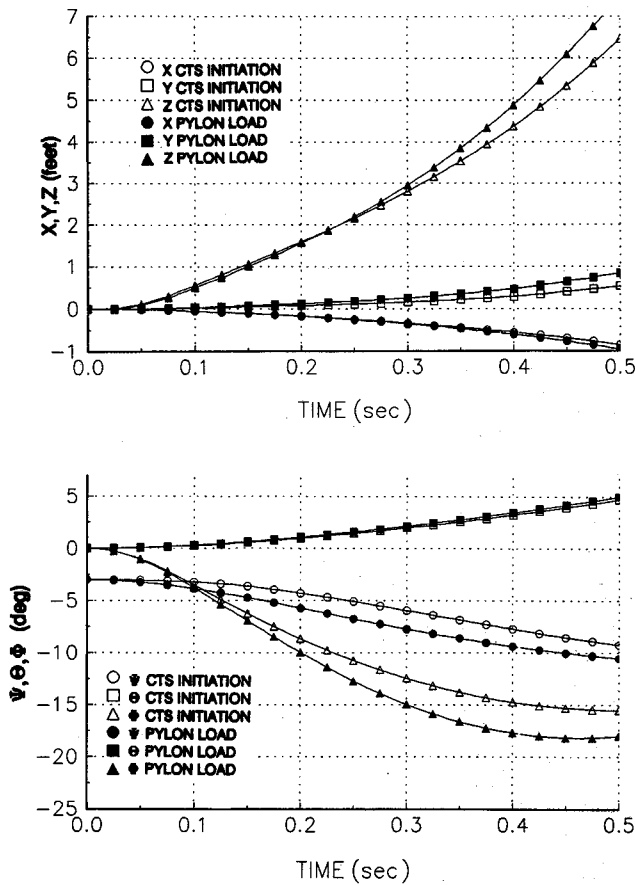 7
6
5
4
3
2
1
0
−1
X,Y,Z (feet)
X CTS INITIATION
Y CTS INITIATION
Z CTS INITIATION
X PYLON LOAD
Y PYLON LOAD
Z PYLON LOAD
0.0 0.1 0.2 0.3 0.4 0.5
TIME (sec)
5
0
−5
−10
−15
−20
−25
Ψ,Θ,Φ (deg)
Ψ CTS INITIATION
Θ CTS INITIATION
Φ CTS INITIATION
Ψ PYLON LOAD
Θ PYLON LOAD
Φ PYLON LOAD
0.0 0.1 0.2 0.3 0.4 0.5
TIME (sec)